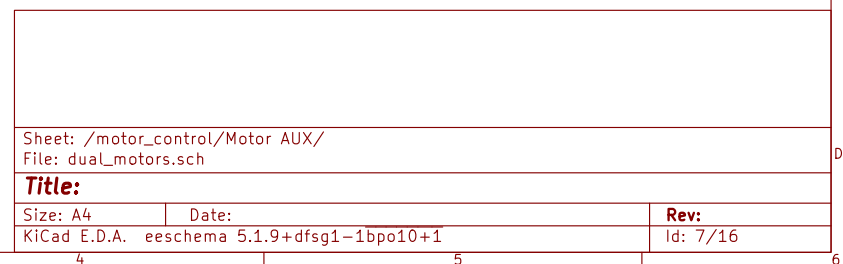 Sheet: /motor_control/Motor AUX/
File: dual_motors.sch
D
Title:
Size: A4 Date: Rev:
KiCad E.D.A. eeschema 5.1.9+dfsg1-1bpo10+1 Id: 7/16
4 5 6